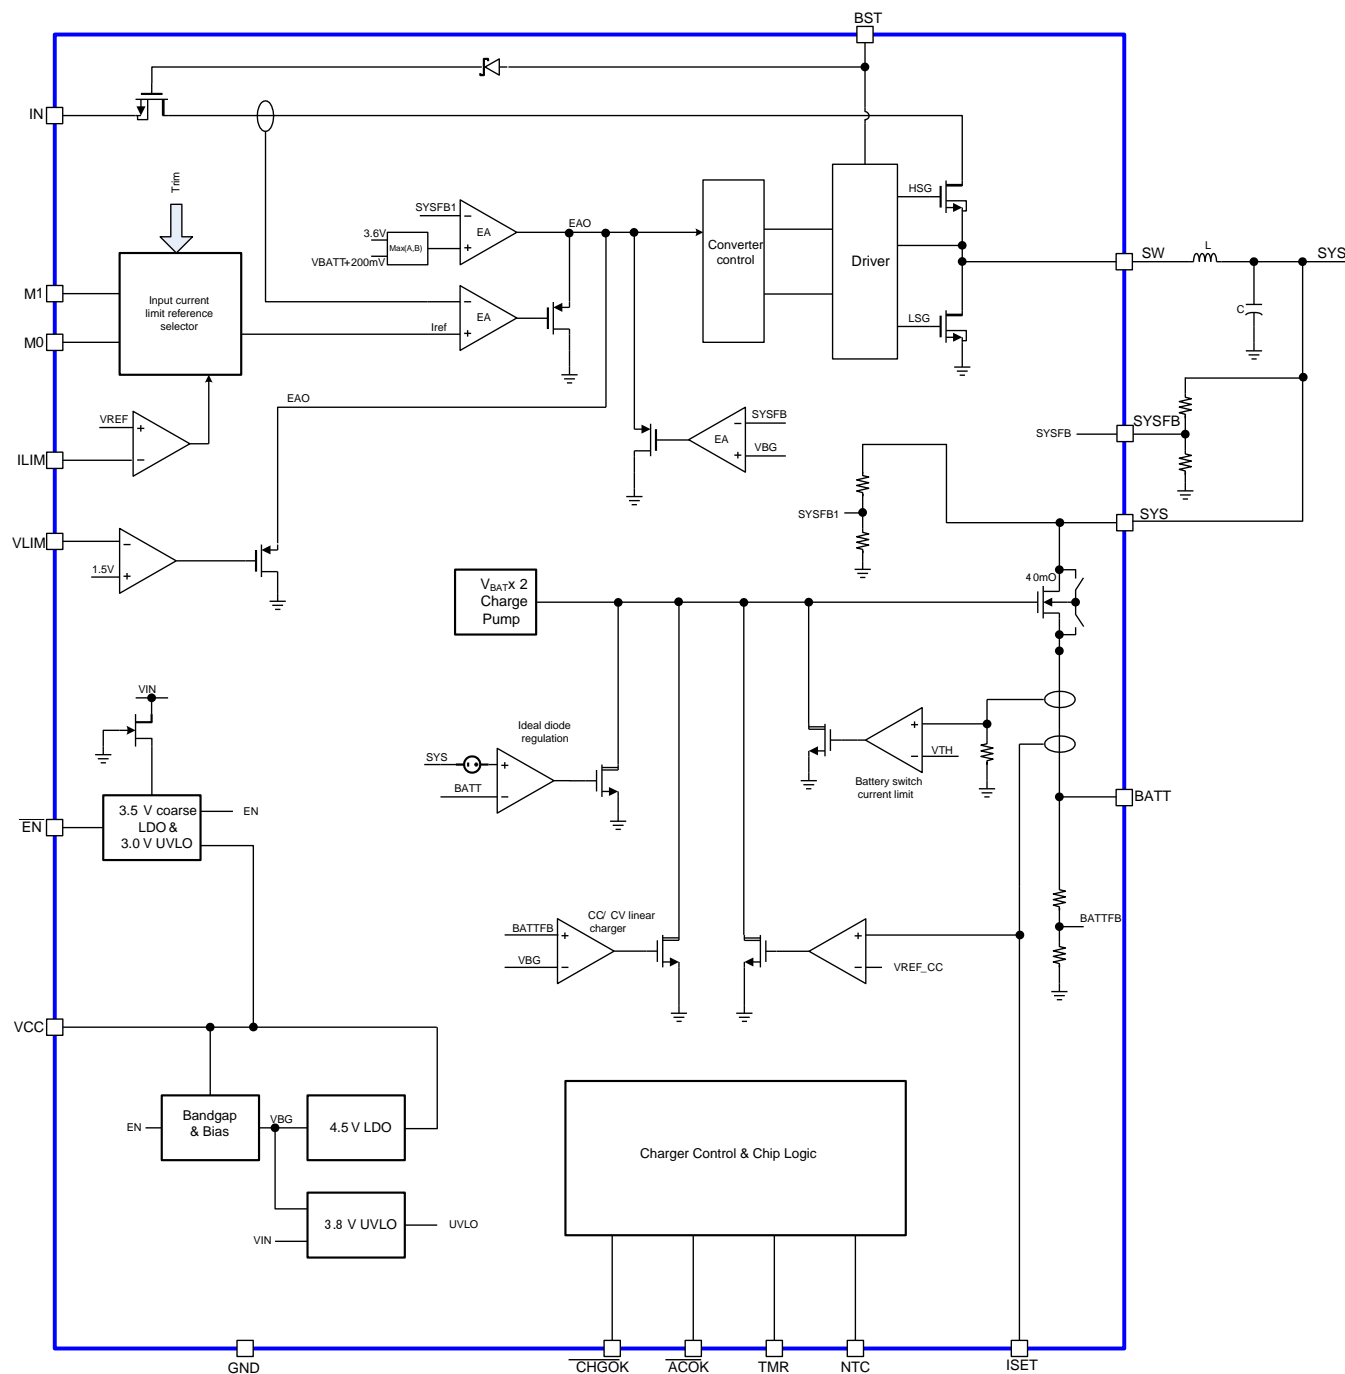 BST
IN
Trim
HSG
SYSFB1
EAO
EA
3.6V
Max(A,B)
VBATT+200mV
Converter
control
Driver
SW
L
SYS
M1
Input current
limit reference
selector
EA
Iref
C
LSG
M0
EAO
VREF
SYSFB
EA
VBG
SYSFB
SYSFB
ILIM
SYSFB1
SYS
VLIM
1.5V
40mO
VBATx 2
Charge
Pump
VIN
Ideal diode
regulation
SYS
BATT
VTH
Battery switch
current limit
BATT
3.5 V coarse
LDO &
3.0 V UVLO
EN
EN
CC/ CV linear
charger
BATTFB
VBG
BATTFB
VREF_CC
VCC
Bandgap
& Bias
EN
VBG
4.5 V LDO
Charger Control & Chip Logic
3.8 V UVLO
UVLO
VIN
GND
CHGOK
ACOK
TMR
NTC
ISET